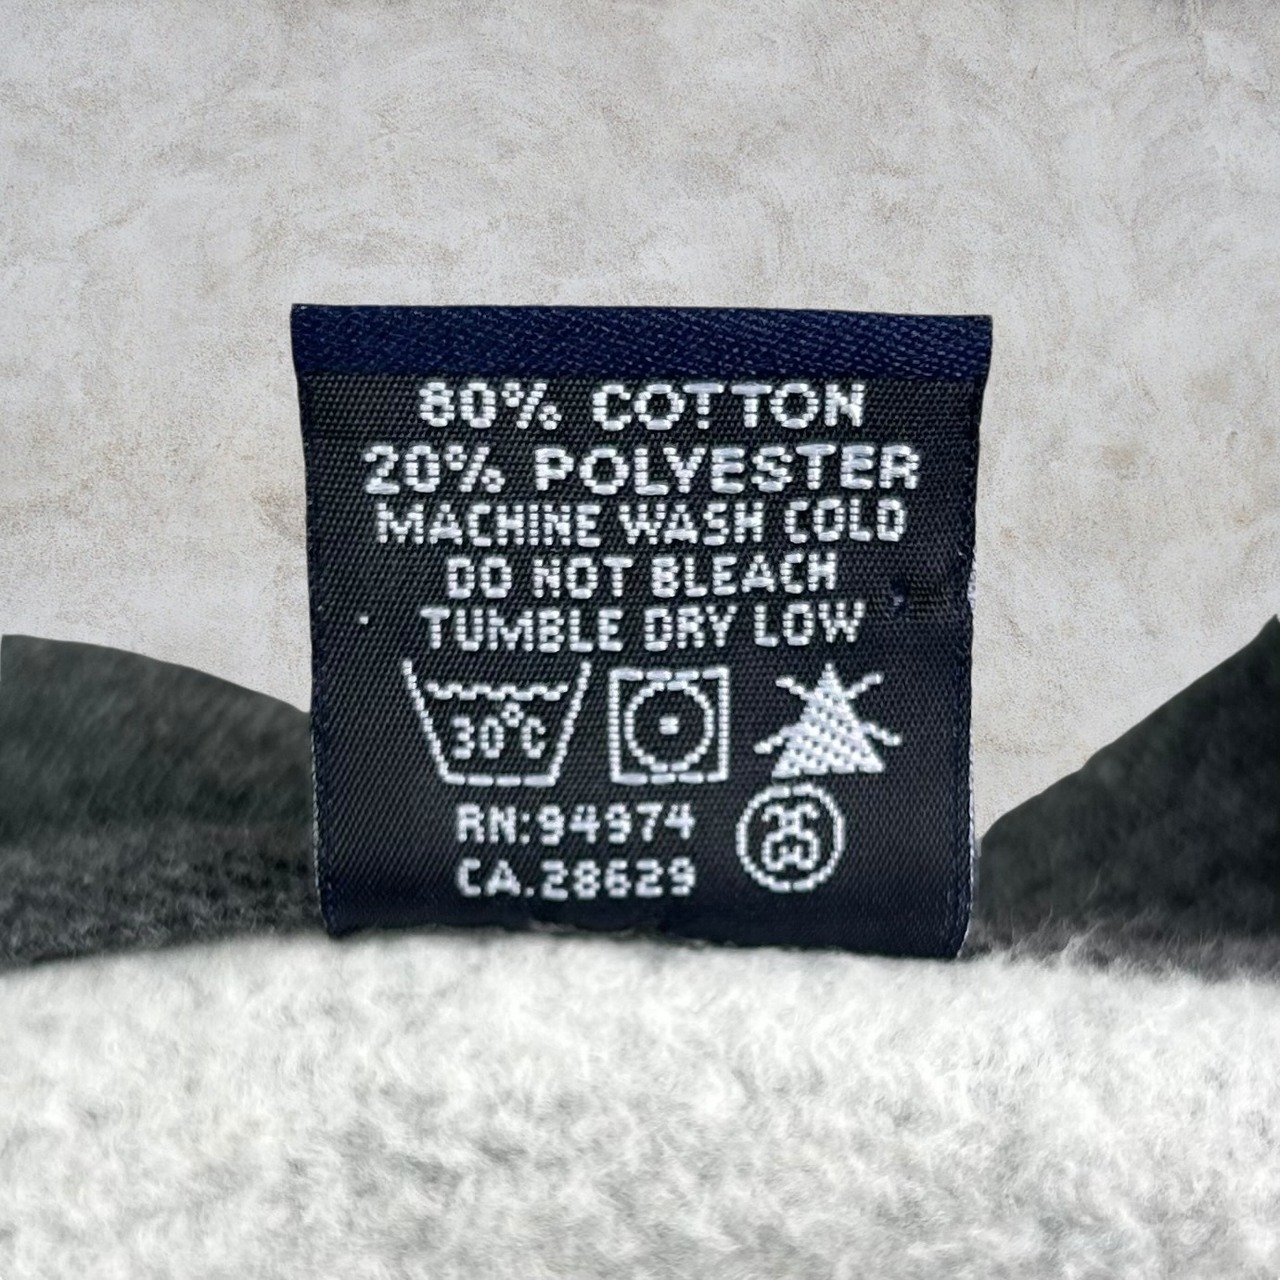 80% COTTON
20% POLYESTER
MACHINE WASH COLD
DO NOT BLEACH
TUMBLE DRY LOW
30°C
RN:94974
CA.28629